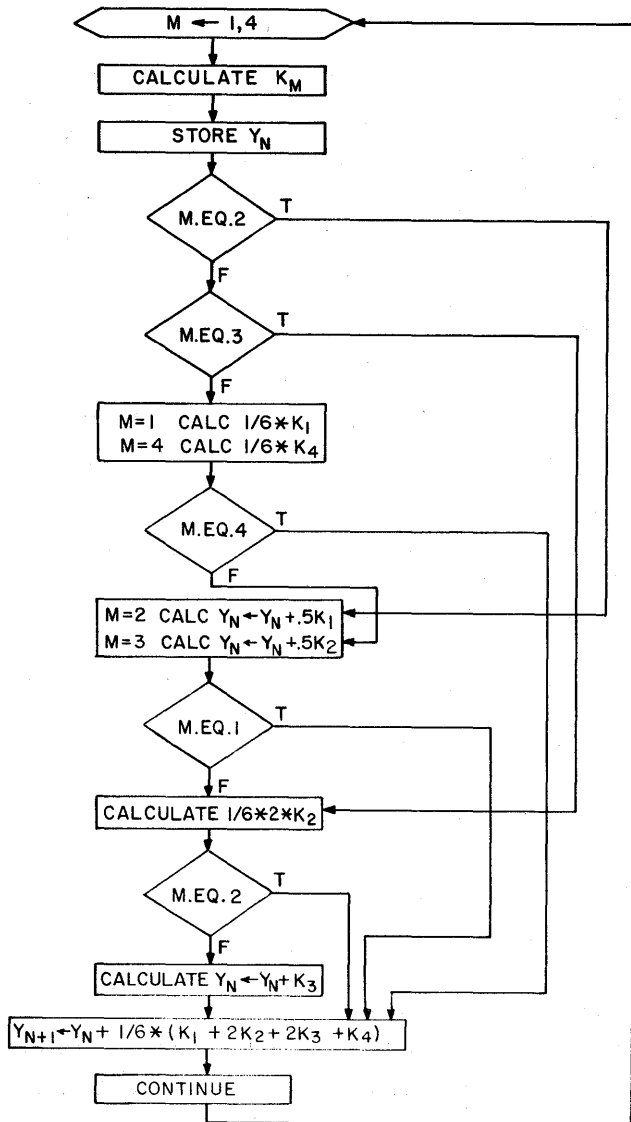 M ← 1,4
CALCULATE K_M
STORE Y_N
M.EQ.2
T
F
M.EQ.3
T
F
M=1 CALC 1/6*K_1
M=4 CALC 1/6*K_4
M.EQ.4
T
F
M=2 CALC Y_N←Y_N+.5K_1
M=3 CALC Y_N←Y_N+.5K_2
M.EQ.1
T
F
CALCULATE 1/6*2*K_2
M.EQ.2
T
F
CALCULATE Y_N←Y_N+K_3
Y_{N+1}←Y_N+ 1/6*(K_1 + 2K_2+ 2K_3 +K_4)
CONTINUE